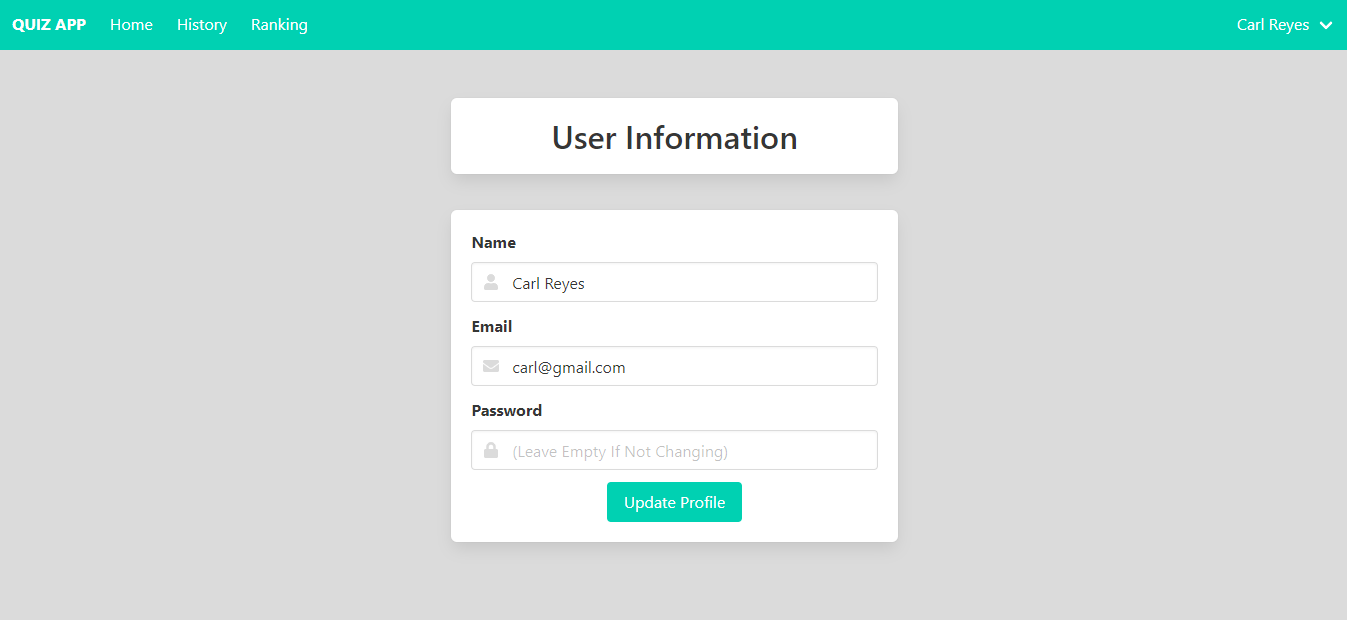 QUIZ APP Home History Ranking Carl Reyes
User Information
Name
Carl Reyes
Email
carl@gmail.com
Password
(Leave Empty If Not Changing)
Update Profile